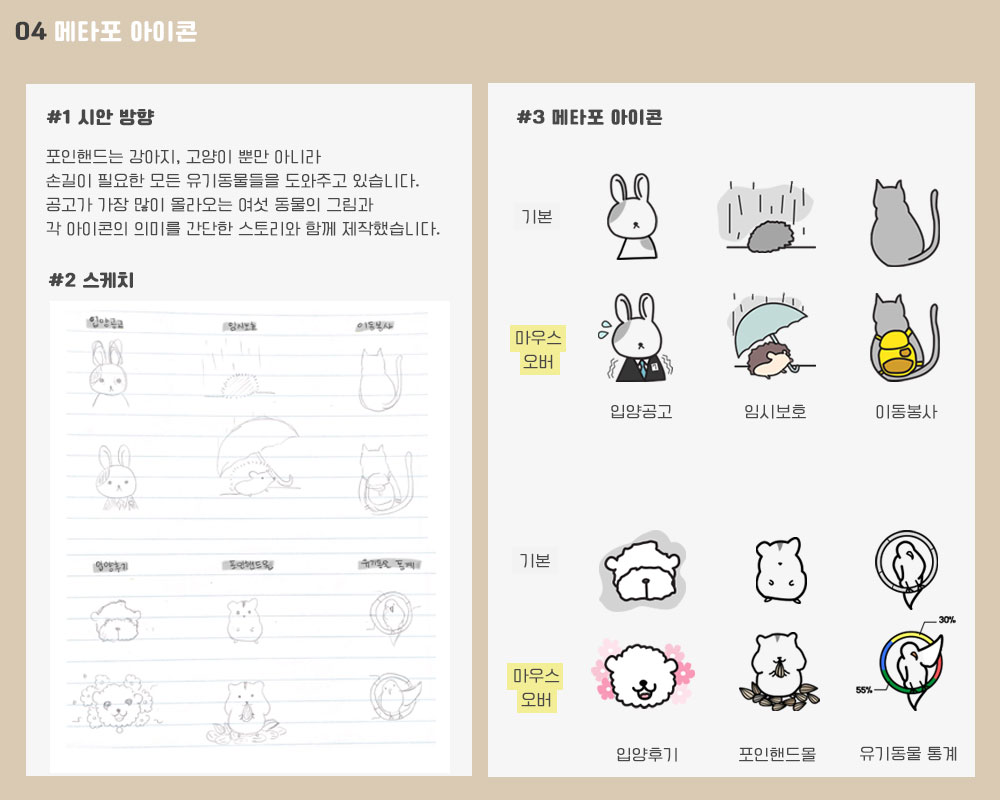 04 메타포 아이콘
#1 시안 방향
포인핸드는 강아지, 고양이 뿐만 아니라
손길이 필요한 모든 유기동물들을 도와주고 있습니다.
공고가 가장 많이 올라오는 여섯 동물의 그림과
각 아이콘의 의미를 간단한 스토리와 함께 제작했습니다.
#2 스케치
입양공고 임시보호 이동봉사
입양후기 포인핸드몰 유기동물 통계
#3 메타포 아이콘
기본
마우스
오버
입양공고 임시보호 이동봉사
기본
30%
마우스
오버
55%
입양후기 포인핸드몰 유기동물 통계